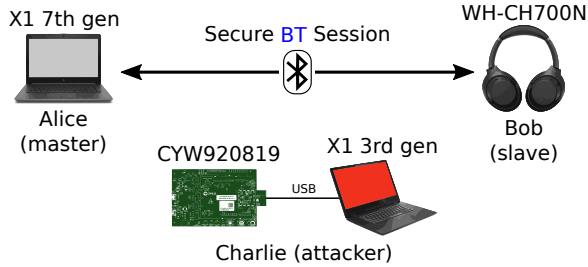 X1 7th gen
WH-CH700N
Secure BT Session
Alice
(master)
Bob
(slave)
CYW920819
X1 3rd gen
USB
Charlie (attacker)